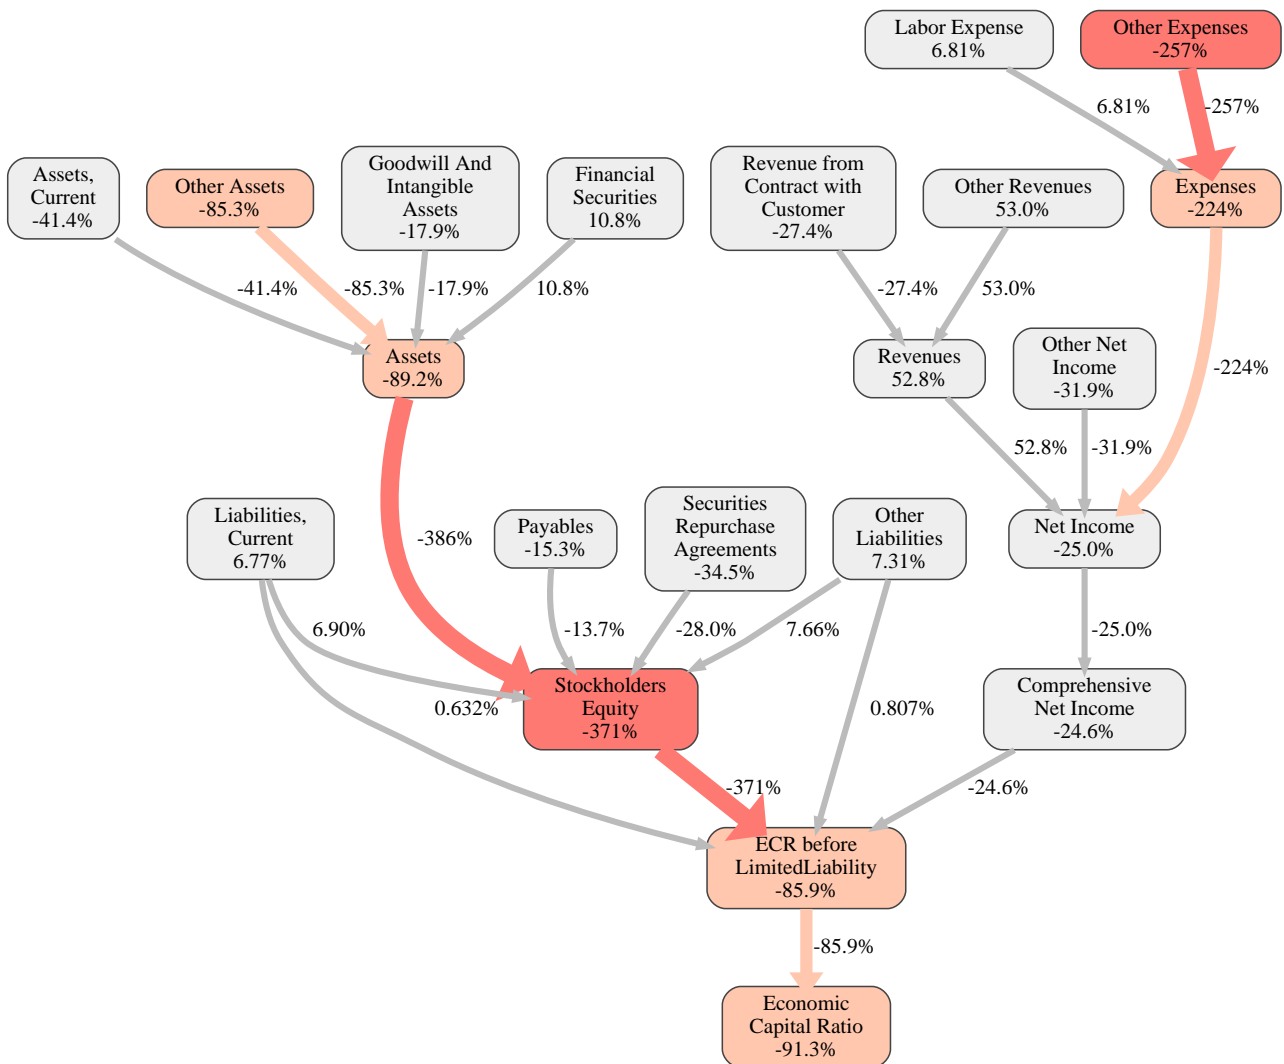 Labor Expense
6.81%
Other Expenses
-257%
6.81%
-257%
Assets,
Current
-41.4%
Other Assets
-85.3%
Goodwill And
Intangible
Assets
-17.9%
Financial
Securities
10.8%
Revenue from
Contract with
Customer
-27.4%
Other Revenues
53.0%
Expenses
-224%
-41.4%
-85.3%
-17.9%
10.8%
-27.4%
53.0%
Assets
-89.2%
Revenues
52.8%
Other Net
Income
-31.9%
-224%
52.8%
-31.9%
Liabilities,
Current
6.77%
-386%
Payables
-15.3%
Securities
Repurchase
Agreements
-34.5%
Other
Liabilities
7.31%
Net Income
-25.0%
6.90%
-13.7%
-28.0%
7.66%
-25.0%
0.632%
Stockholders
Equity
-371%
0.807%
Comprehensive
Net Income
-24.6%
-371%
-24.6%
ECR before
LimitedLiability
-85.9%
-85.9%
Economic
Capital Ratio
-91.3%